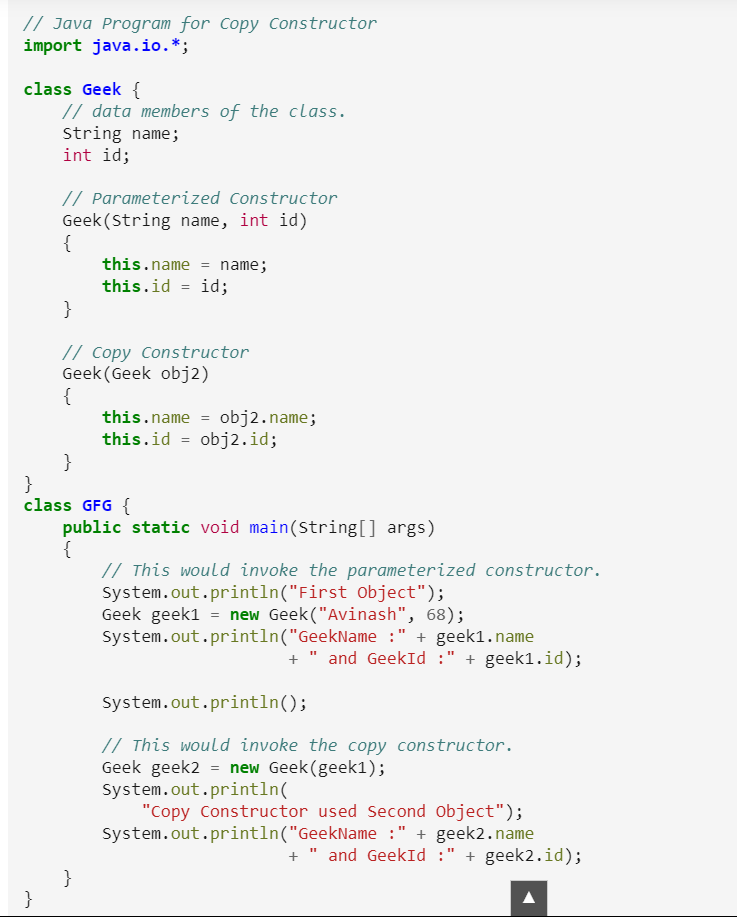 // Java Program for Copy Constructor
import java.io.*;
class Geek {
// data members of the class.
String name;
int id;
// Parameterized Constructor
Geek(String name, int id)
{
this.name = name;
this.id = id;
}
// Copy Constructor
Geek(Geek obj2)
{
this.name = obj2.name;
this.id = obj2.id;
}
}
class GFG {
public static void main(String[] args)
{
// This would invoke the parameterized constructor.
System.out.println("First Object");
Geek geek1 = new Geek("Avinash", 68);
System.out.println("GeekName :" + geek1.name
+ " and GeekId :" + geek1.id);
System.out.println();
// This would invoke the copy constructor.
Geek geek2 = new Geek(geek1);
System.out.println(
"Copy Constructor used Second Object");
System.out.println("GeekName :" + geek2.name
+ " and GeekId :" + geek2.id);
}
}